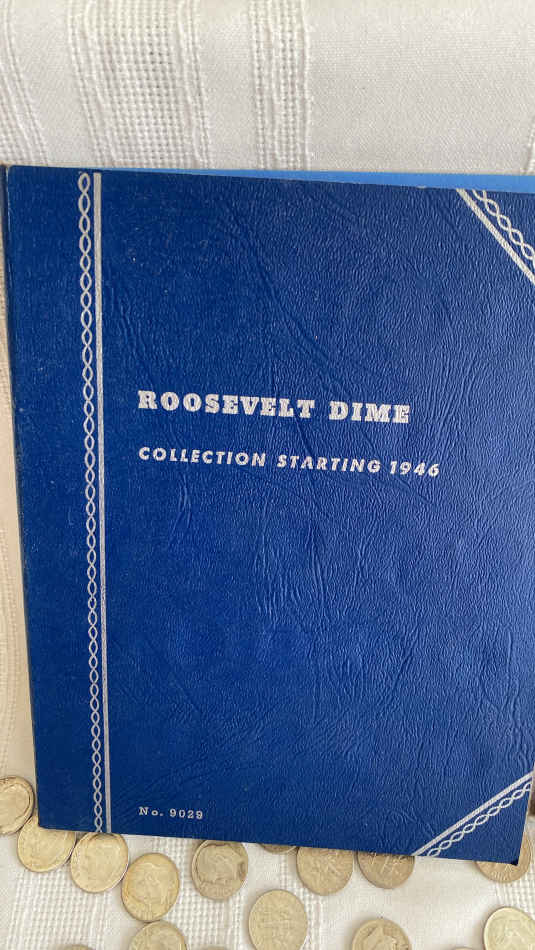 ROOSEVELT DIME
COLLECTION STARTING 1946
No. 9029